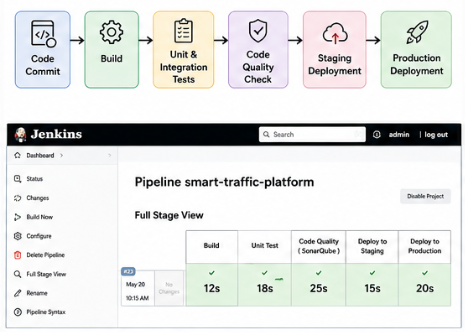 Code
Commit
Build
Unit &
Integration
Tests
Code
Quality
Check
Staging
Deployment
Production
Deployment
Jenkins
Search
admin | log out
Dashboard >
Status
Changes
Build Now
Configure
Delete Pipeline
Full Stage View
Rename
Pipeline Syntax
Pipeline smart-traffic-platform
Disable Project
Full Stage View
Build
Unit Test
Code Quality
( SonarQube )
Deploy to
Staging
Deploy to
Production
#23
May 20
10:15 AM
No
Changes
12s
18s
25s
15s
20s